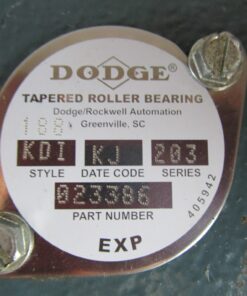 DODGE
TAPERED ROLLER BEARING
Dodge/Rockwell Automation
Greenville, SC
188
KDI KJ 203
STYLE DATE CODE SERIES
023386
PART NUMBER
405942
EXP